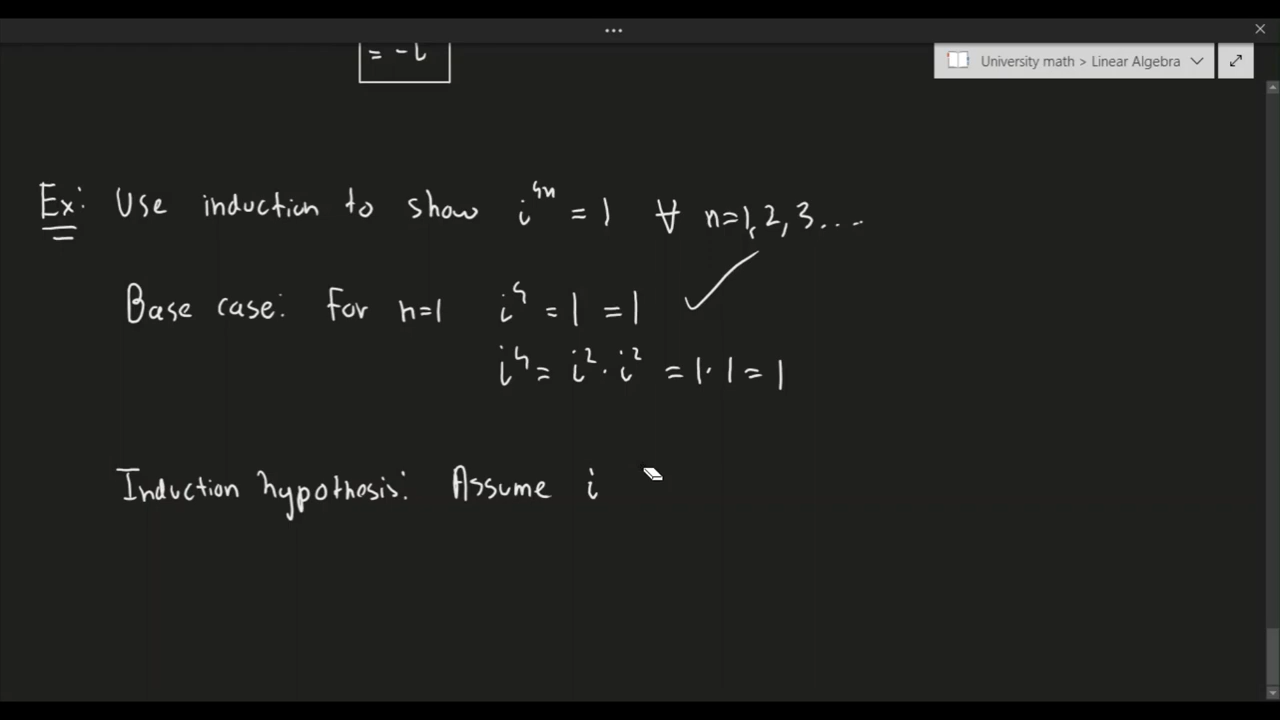 ...
= -i
University math > Linear Algebra
Ex: Use induction to show i^{4n} = 1 ∀ n=1, 2, 3...
Base case: For n=1 i^4 = 1 = 1 ✓
i^4 = i^2 · i^2 = 1 · 1 = 1
Induction hypothosis: Assume i